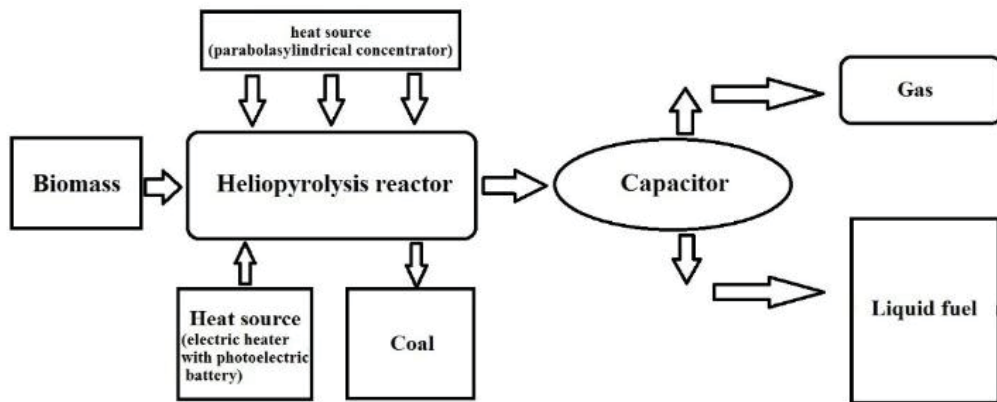 heat source
(parabolasylindrical concentrator)
Biomass
Heliopyrolysis reactor
Capacitor
Gas
Heat source
(electric heater
with photoelectric
battery)
Coal
Liquid fuel